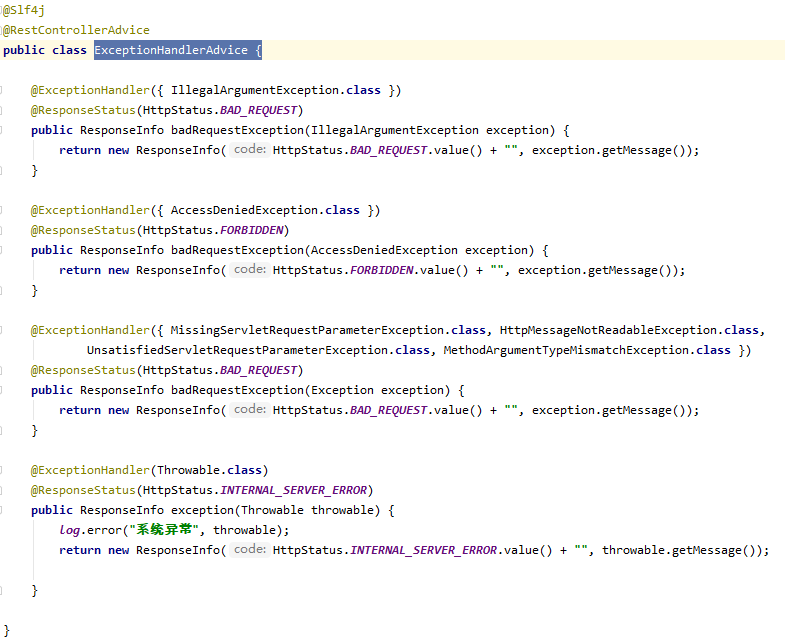 @Slf4j
@RestControllerAdvice
public class ExceptionHandlerAdvice {
@ExceptionHandler({ IllegalArgumentException.class })
@ResponseStatus(HttpStatus.BAD_REQUEST)
public ResponseInfo badRequestException(IllegalArgumentException exception) {
return new ResponseInfo( code: HttpStatus.BAD_REQUEST.value() + "", exception.getMessage());
}
@ExceptionHandler({ AccessDeniedException.class })
@ResponseStatus(HttpStatus.FORBIDDEN)
public ResponseInfo badRequestException(AccessDeniedException exception) {
return new ResponseInfo( code: HttpStatus.FORBIDDEN.value() + "", exception.getMessage());
}
@ExceptionHandler({ MissingServletRequestParameterException.class, HttpMessageNotReadableException.class,
UnsatisfiedServletRequestParameterException.class, MethodArgumentTypeMismatchException.class })
@ResponseStatus(HttpStatus.BAD_REQUEST)
public ResponseInfo badRequestException(Exception exception) {
return new ResponseInfo( code: HttpStatus.BAD_REQUEST.value() + "", exception.getMessage());
}
@ExceptionHandler(Throwable.class)
@ResponseStatus(HttpStatus.INTERNAL_SERVER_ERROR)
public ResponseInfo exception(Throwable throwable) {
log.error("系统异常", throwable);
return new ResponseInfo( code: HttpStatus.INTERNAL_SERVER_ERROR.value() + "", throwable.getMessage());
}
}